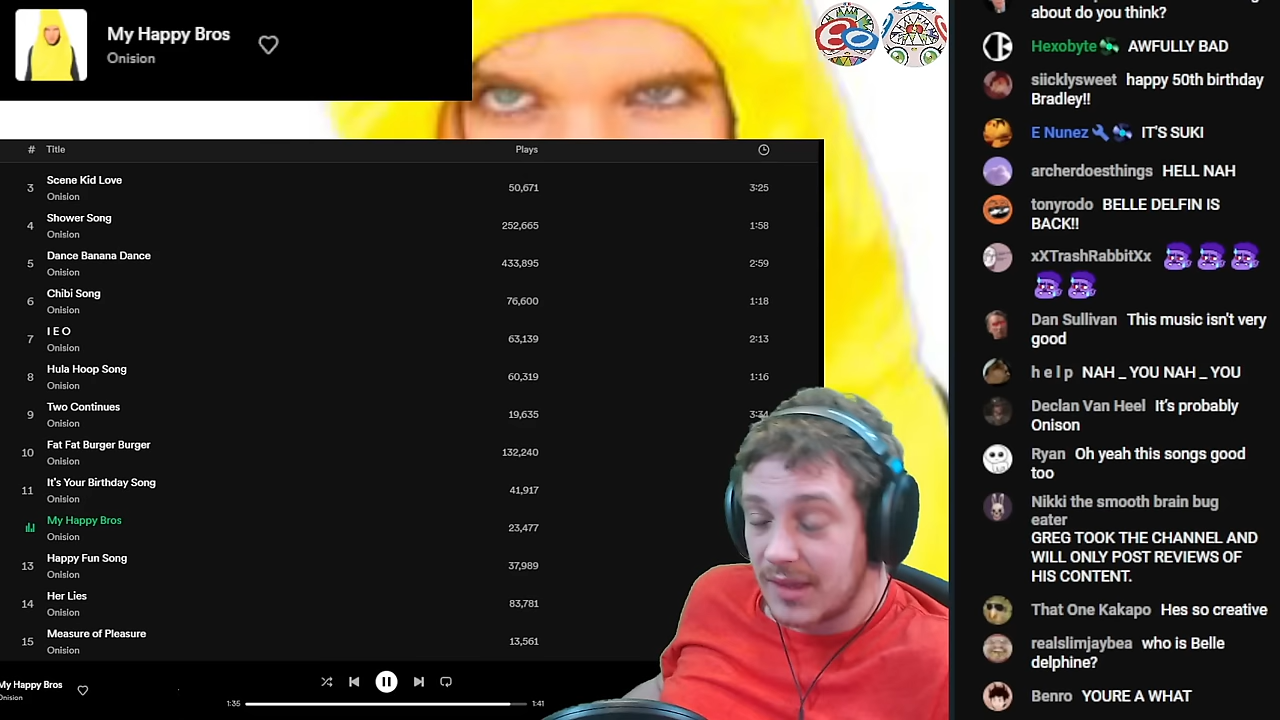 My Happy Bros
Onision
# Title Plays
3 Scene Kid Love 50,671 3:25
Onision
4 Shower Song 252,665 1:58
Onision
5 Dance Banana Dance 433,895 2:59
Onision
6 Chibi Song 76,600 1:18
Onision
7 I E O 63,139 2:13
Onision
8 Hula Hoop Song 60,319 1:16
Onision
9 Two Continues 19,635 3:34
Onision
10 Fat Fat Burger Burger 132,240
Onision
11 It's Your Birthday Song 41,917
Onision
My Happy Bros 23,477
Onision
13 Happy Fun Song 37,989
Onision
14 Her Lies 83,781
Onision
15 Measure of Pleasure 13,561
Onision
My Happy Bros
Onision
1:35 1:41
about do you think?
Hexobyte AWFULLY BAD
siicklysweet happy 50th birthday
Bradley!!
E Nunez IT'S SUKI
archerdoesthings HELL NAH
tonyrodo BELLE DELFIN IS
BACK!!
xXTrashRabbitXx
Dan Sullivan This music isn't very
good
h e l p NAH _ YOU NAH _ YOU
Declan Van Heel It's probably
Onison
Ryan Oh yeah this songs good
too
Nikki the smooth brain bug
eater
GREG TOOK THE CHANNEL AND
WILL ONLY POST REVIEWS OF
HIS CONTENT.
That One Kakapo Hes so creative
realslimjaybea who is Belle
delphine?
Benro YOURE A WHAT